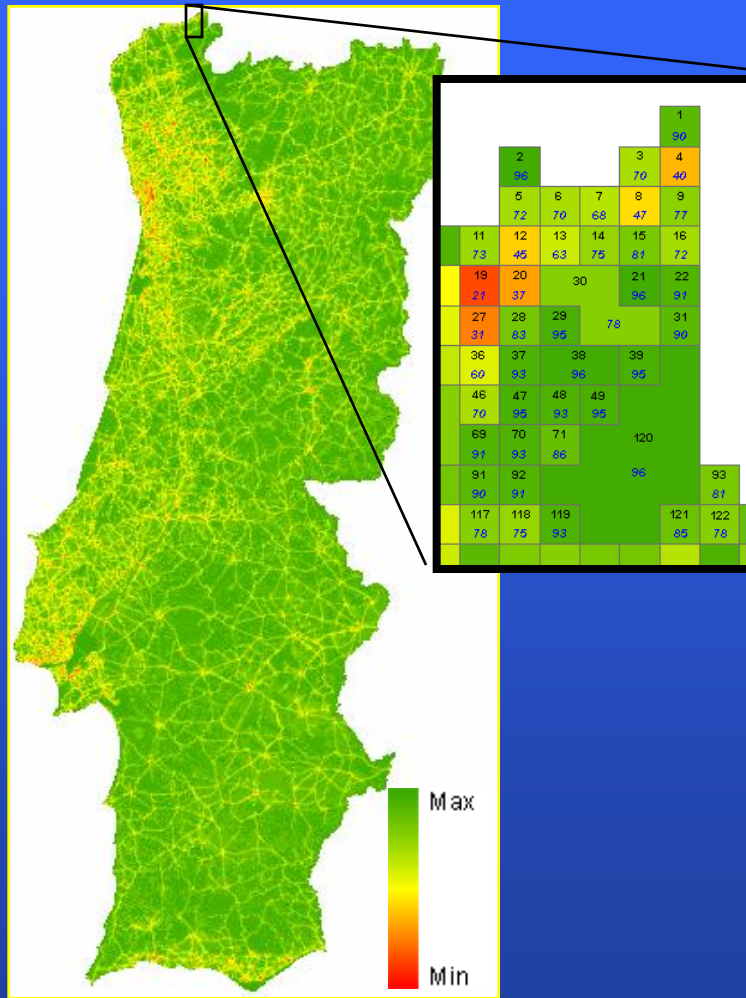 1
90
2 3 4
96 70 40
5 6 7 8 9
72 70 68 47 77
11 12 13 14 15 16
73 45 63 75 81 72
19 20 30 21 22
21 37 96 91
27 28 29 31
31 83 95 78 90
36 37 38 39
60 93 96 95
46 47 48 49
70 95 93 95
69 70 71 120
91 93 86
91 92 96 93
90 91 81
117 118 119 121 122
78 75 93 85 78
Max
Min